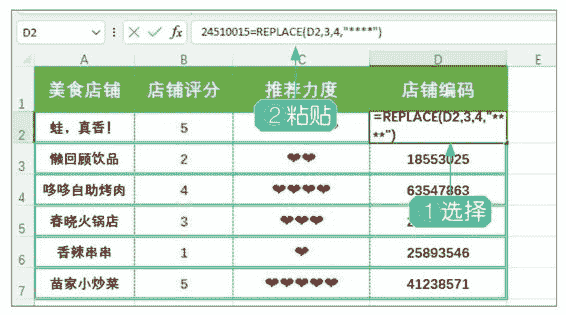 D2
fx
24510015=REPLACE(D2,3,4,"****")
A B C D E
1 美食店铺 店铺评分 推荐力度 店铺编码
2粘贴
2 蛙，真香！ 5 =REPLACE(D2,3,4,"**
**")
3 懒回顾饮品 2 ❤❤ 18553025
4 哆哆自助烤肉 4 ❤❤❤❤ 63547863
1选择
5 春晓火锅店 3 ❤❤❤
6 香辣串串 1 ❤ 25893546
7 苗家小炒菜 5 ❤❤❤❤❤ 41238571